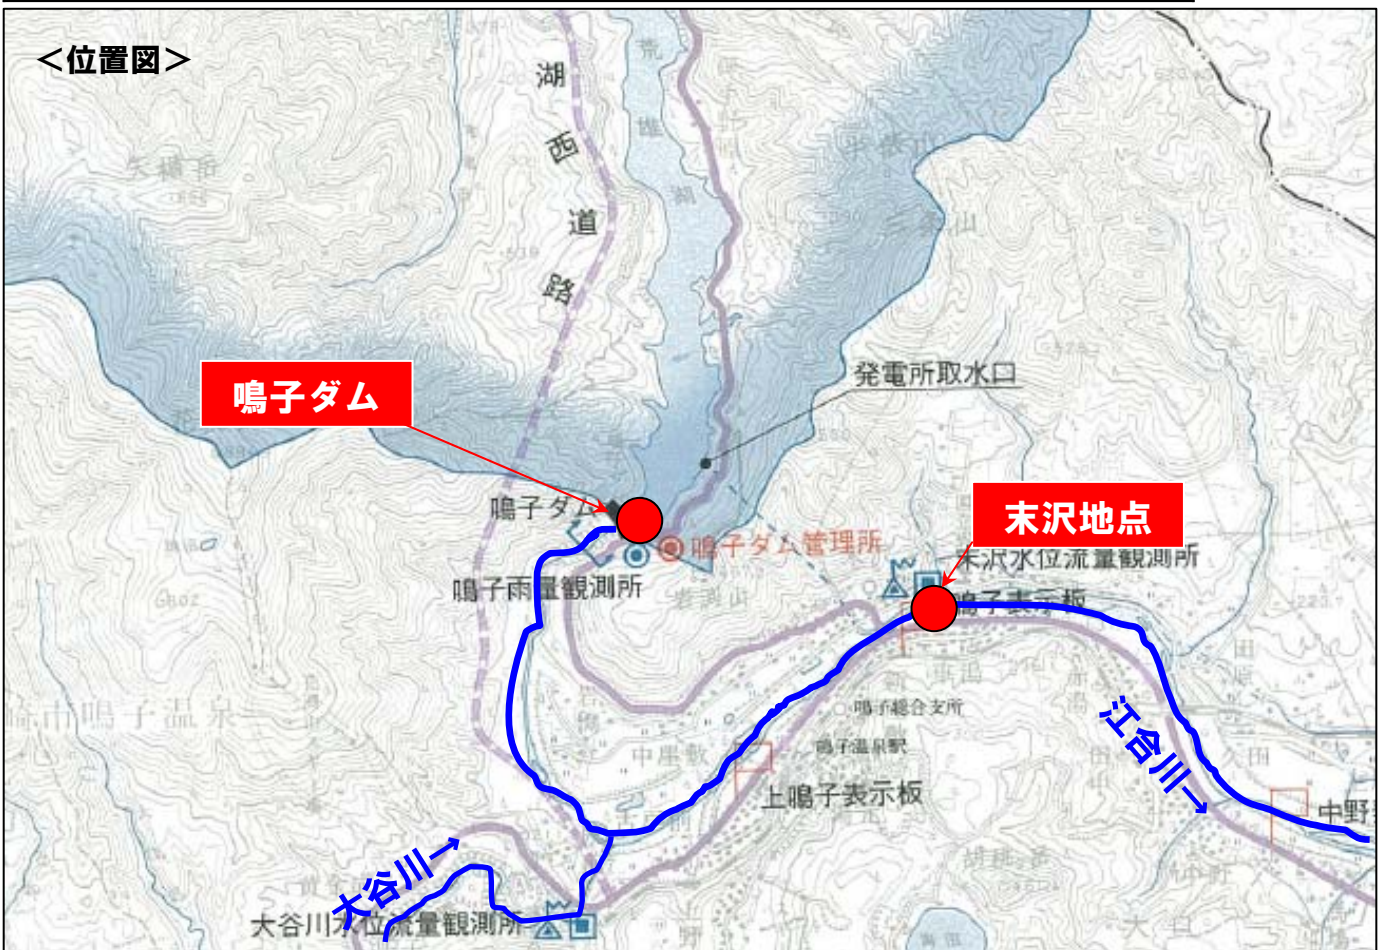 ＜位置図＞
湖西道路
荒雄湖
発電所取水口
鳴子ダム
鳴子ダム
末沢地点
鳴子ダム管理所
末沢水位流量観測所
鳴子雨量観測所
鳴子表示板
鳴子総合支所
鳴子温泉駅
中屋敷
上鳴子表示板
江合川→
中野
大谷川→
大谷川水位流量観測所